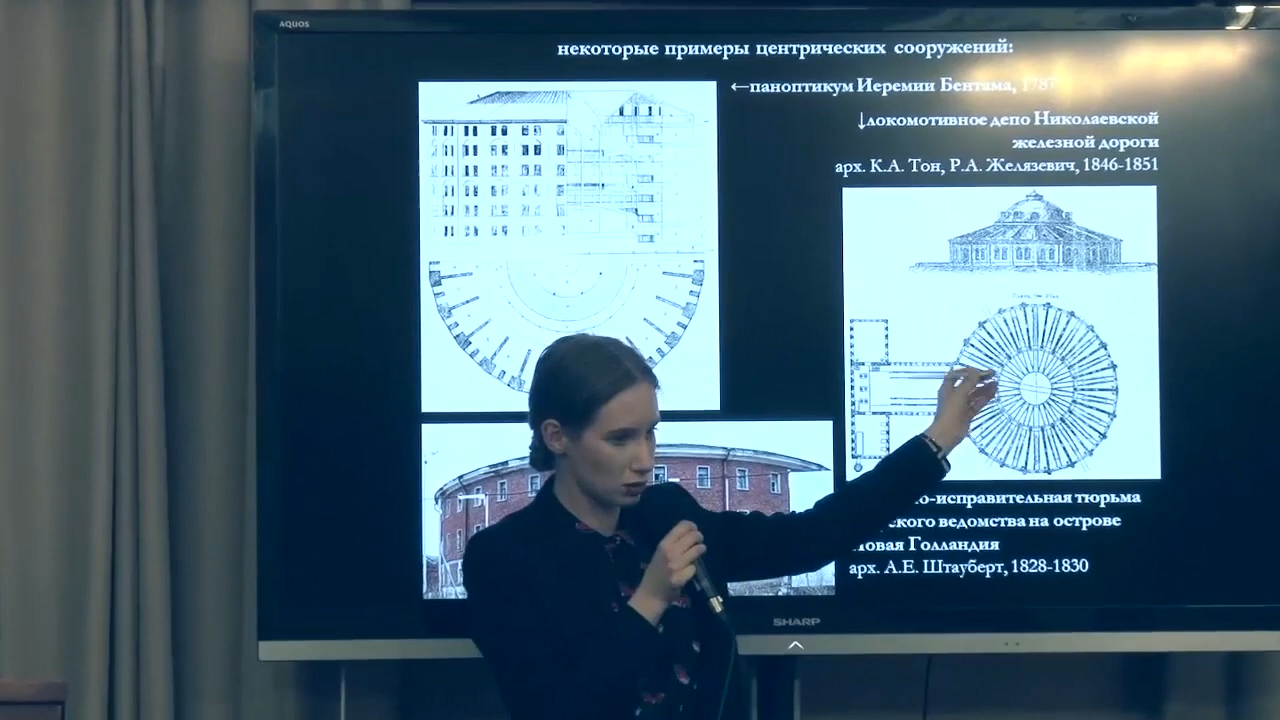 AQUOS
некоторые примеры центрических сооружений:
←паноптикум Иеремии Бентама, 1787
↓локомотивное депо Николаевской
железной дороги
арх. К.А. Тон, Р.А. Желязевич, 1846-1851
о-исправительная тюрьма
ского ведомства на острове
Новая Голландия
арх. А.Е. Штауберт, 1828-1830
SHARP